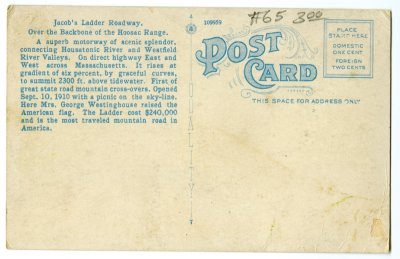 Jacob's Ladder Roadway.
Over the Backbone of the Hoosac Range.
A superb motorway of scenic splendor,
connecting Housatonic River and Westfield
River Valleys. On direct highway East and
West across Massachusetts. It rises at
gradient of six percent, by graceful curves,
to summit 2300 ft. above tidewater. First of
great state road mountain cross-overs. Opened
Sept. 10, 1910 with a picnic on the sky-line.
Here Mrs. George Westinghouse raised the
American flag. The Ladder cost $240,000
and is the most traveled mountain road in
America.
109959
#65 300
POST
CARD
THIS SPACE FOR ADDRESS ONLY
PLACE
STAMP HERE
DOMESTIC
ONE CENT
FOREIGN
TWO CENTS